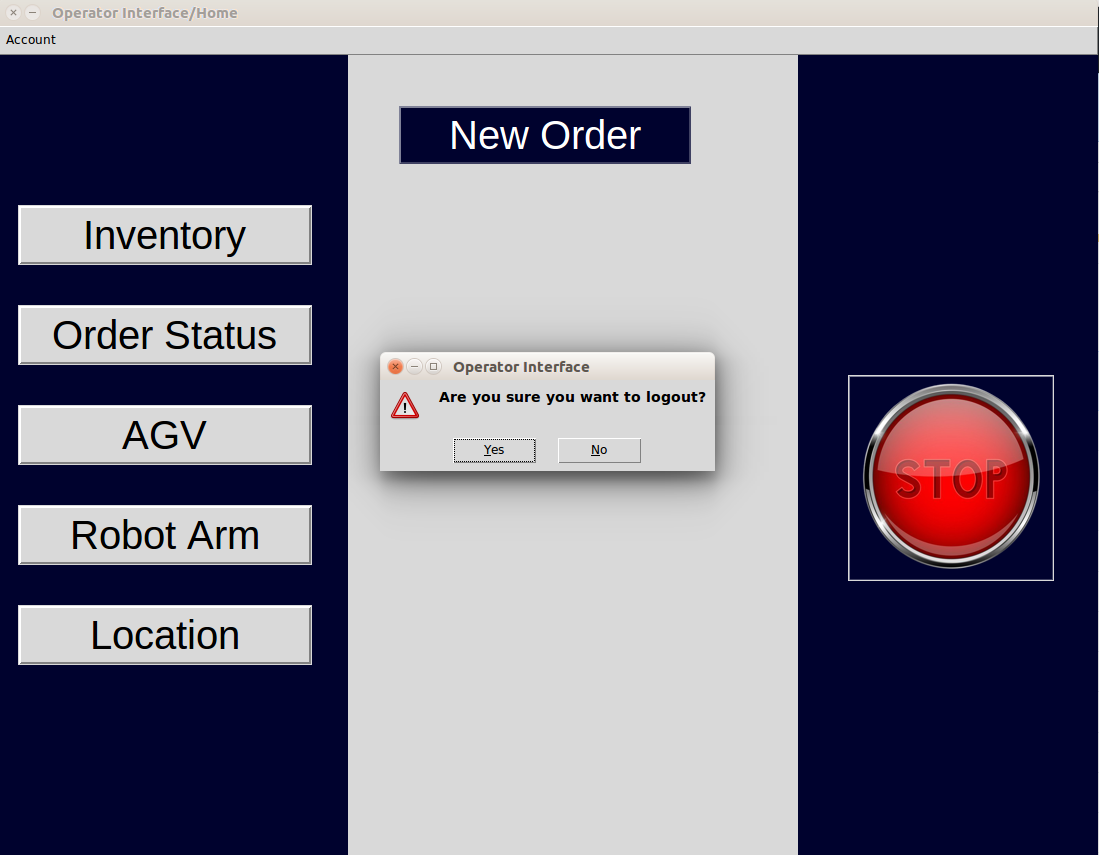 Operator Interface/Home
Account
New Order
Inventory
Order Status
AGV
Robot Arm
Location
Operator Interface
Are you sure you want to logout?
Yes
No
STOP